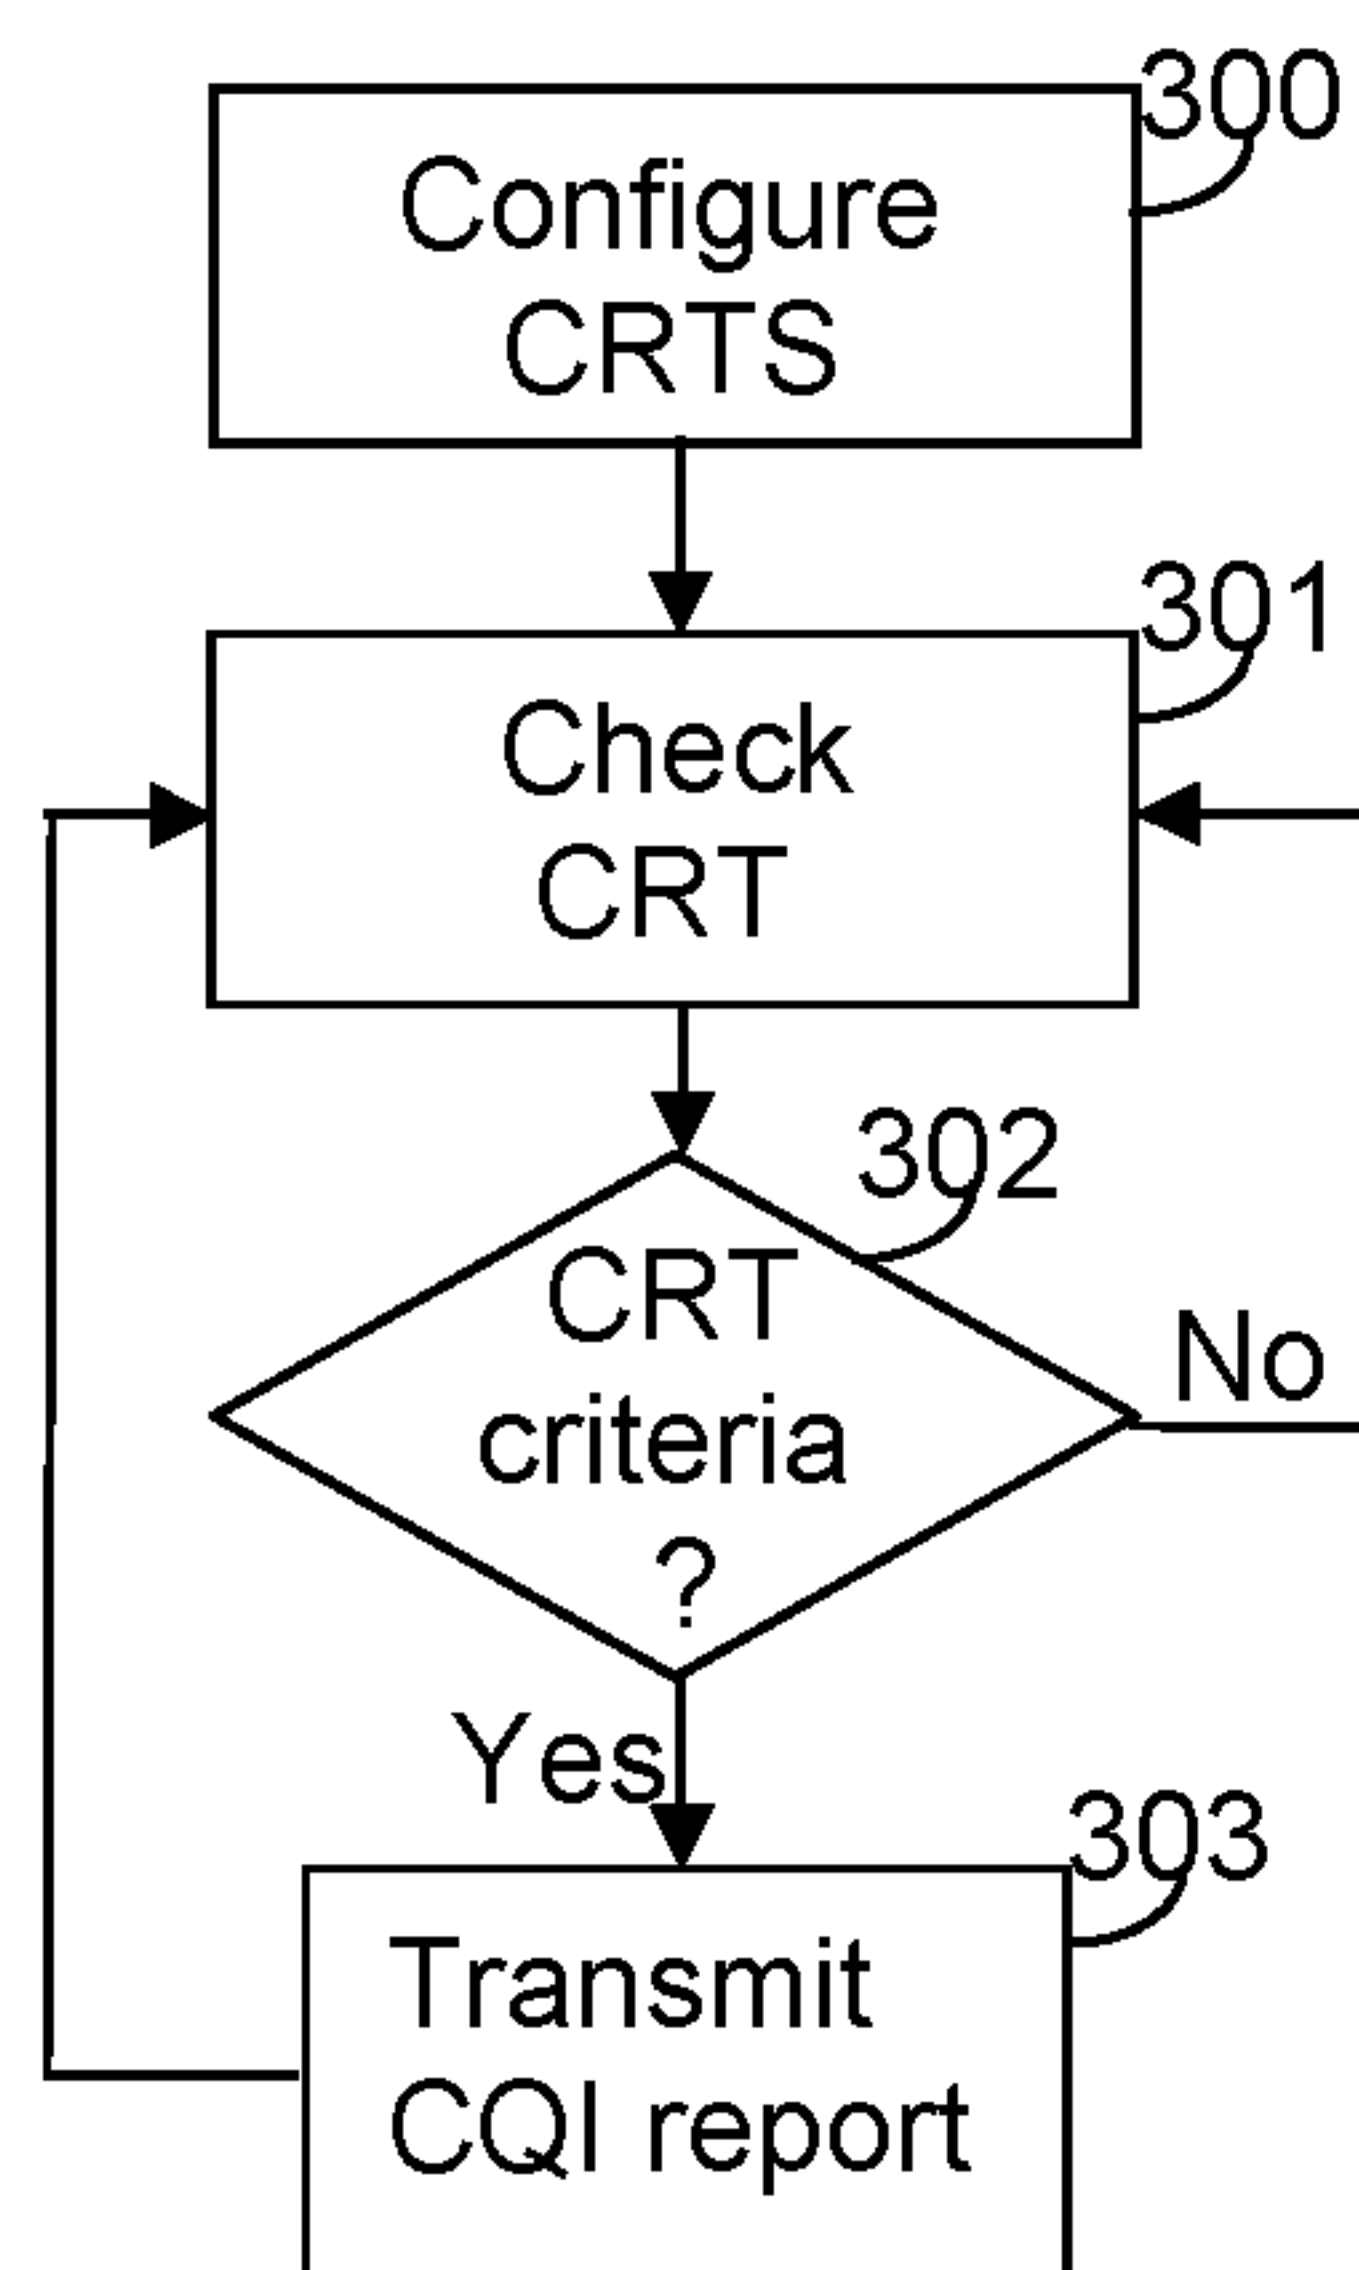 300
Configure
CRTS
301
Check
CRT
302
CRT
criteria
?
No
Yes
303
Transmit
CQI report